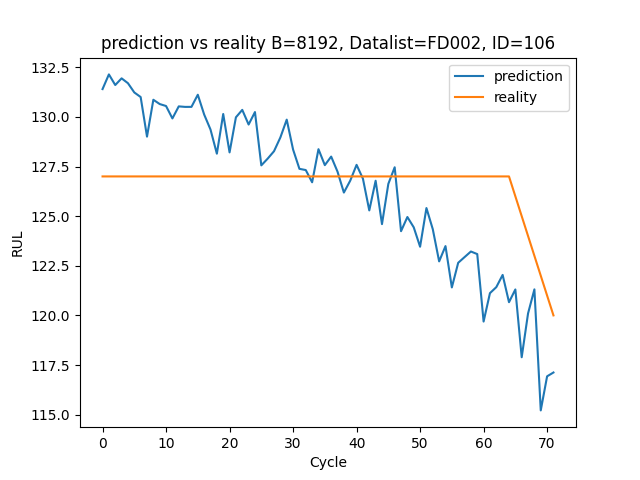 prediction vs reality B=8192, Datalist=FD002, ID=106
prediction
reality
132.5
130.0
127.5
125.0
122.5
120.0
117.5
115.0
RUL
0 10 20 30 40 50 60 70
Cycle